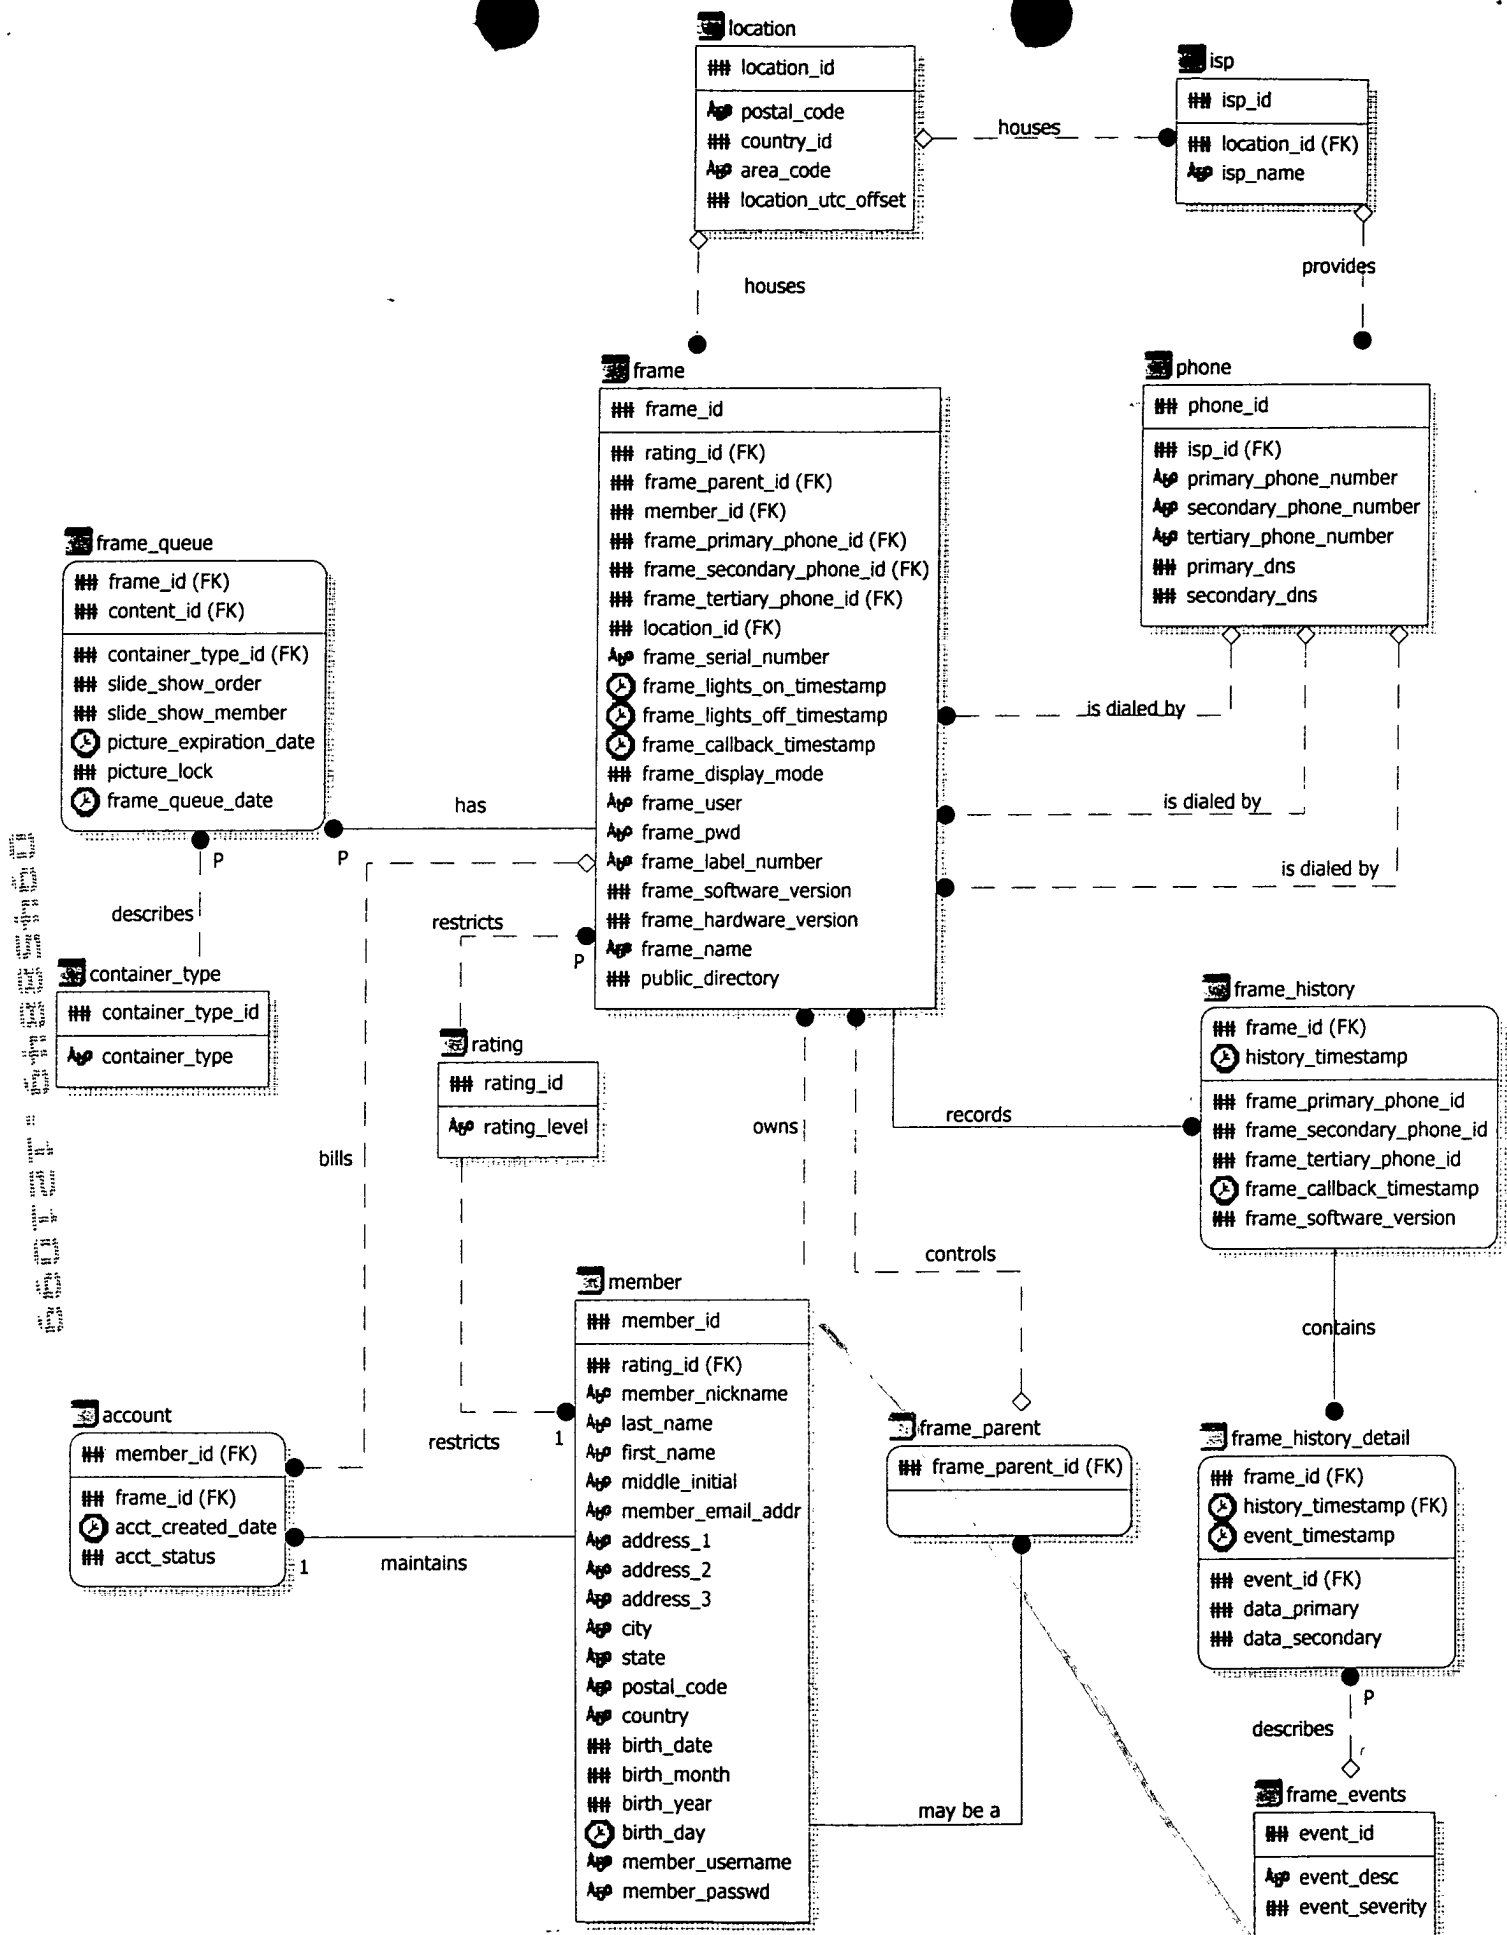 location
## location_id
postal_code
## country_id
area_code
## location_utc_offset
houses
isp
## isp_id
## location_id (FK)
isp_name
houses
provides
frame
## frame_id
## rating_id (FK)
## frame_parent_id (FK)
## member_id (FK)
## frame_primary_phone_id (FK)
## frame_secondary_phone_id (FK)
## frame_tertiary_phone_id (FK)
## location_id (FK)
frame_serial_number
frame_lights_on_timestamp
frame_lights_off_timestamp
frame_callback_timestamp
## frame_display_mode
frame_user
frame_pwd
frame_label_number
## frame_software_version
## frame_hardware_version
frame_name
## public_directory
phone
## phone_id
## isp_id (FK)
primary_phone_number
secondary_phone_number
tertiary_phone_number
## primary_dns
## secondary_dns
is dialed by
is dialed by
is dialed by
frame_queue
## frame_id (FK)
## content_id (FK)
## container_type_id (FK)
## slide_show_order
## slide_show_member
picture_expiration_date
## picture_lock
frame_queue_date
has
P
P
describes
restricts
P
container_type
## container_type_id
container_type
rating
## rating_id
rating_level
bills
owns
records
controls
frame_history
## frame_id (FK)
history_timestamp
## frame_primary_phone_id
## frame_secondary_phone_id
## frame_tertiary_phone_id
frame_callback_timestamp
## frame_software_version
contains
member
## member_id
## rating_id (FK)
member_nickname
last_name
first_name
middle_initial
member_email_addr
address_1
address_2
address_3
city
state
postal_code
country
## birth_date
## birth_month
## birth_year
birth_day
member_username
member_passwd
restricts
1
account
## member_id (FK)
## frame_id (FK)
acct_created_date
## acct_status
1
maintains
frame_parent
## frame_parent_id (FK)
may be a
frame_history_detail
## frame_id (FK)
history_timestamp (FK)
event_timestamp
## event_id (FK)
## data_primary
## data_secondary
P
describes
frame_events
## event_id
event_desc
## event_severity